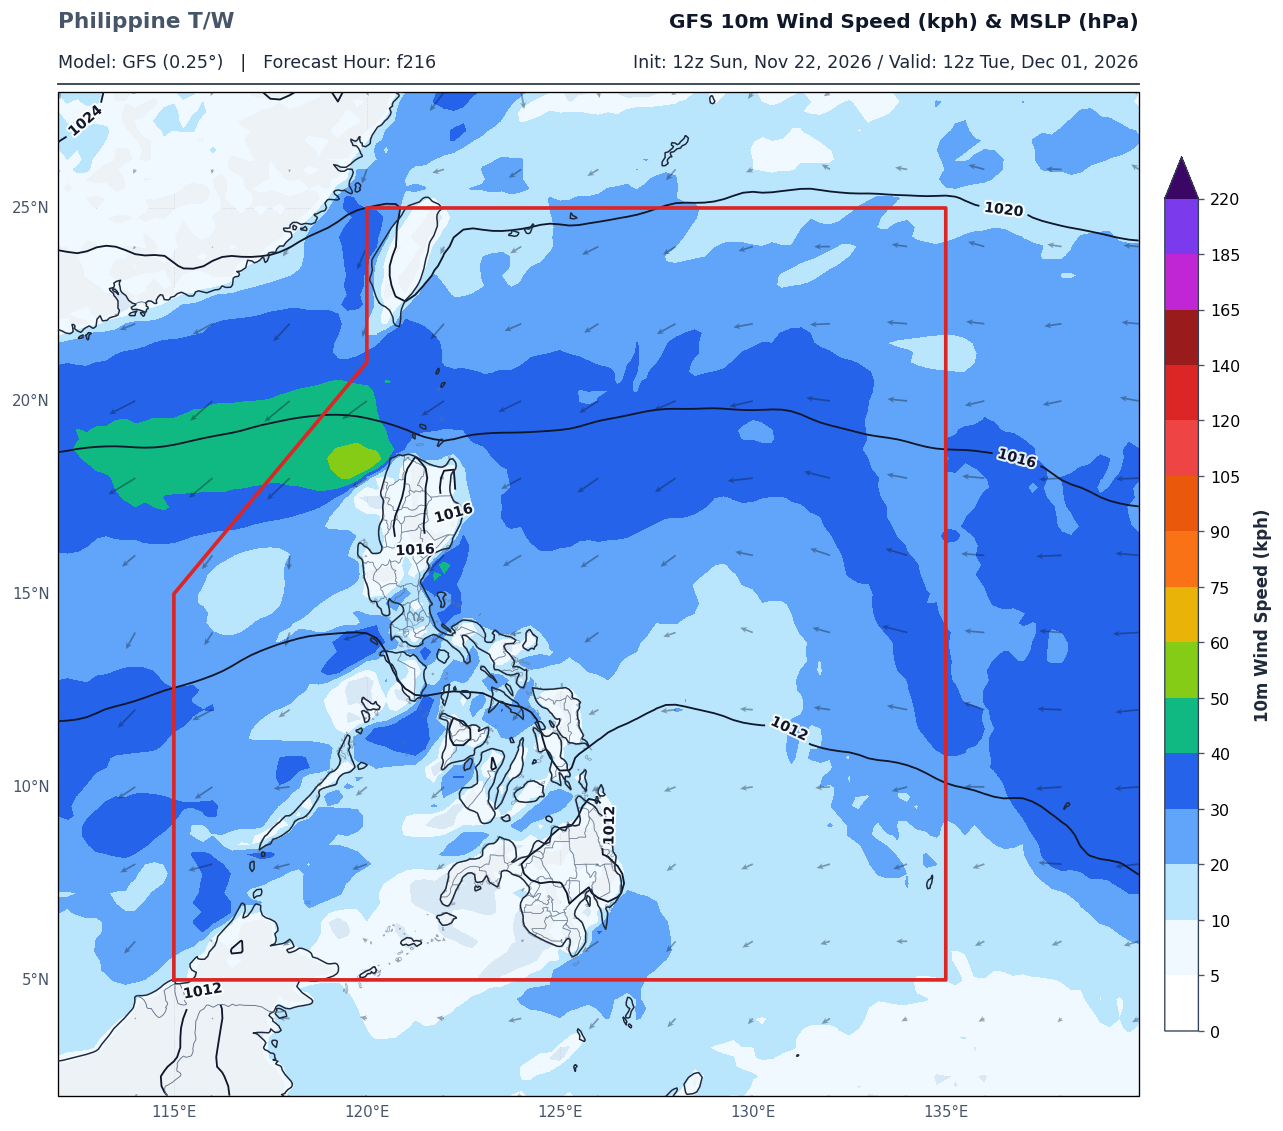 Philippine T/W
GFS 10m Wind Speed (kph) & MSLP (hPa)
Model: GFS (0.25°) | Forecast Hour: f216
Init: 12z Sun, Nov 22, 2026 / Valid: 12z Tue, Dec 01, 2026
1024
1020
1016
1016
1016
1012
1012
1012
25°N
20°N
15°N
10°N
5°N
115°E
120°E
125°E
130°E
135°E
220
185
165
140
120
105
90
75
60
50
40
30
20
10
5
0
10m Wind Speed (kph)